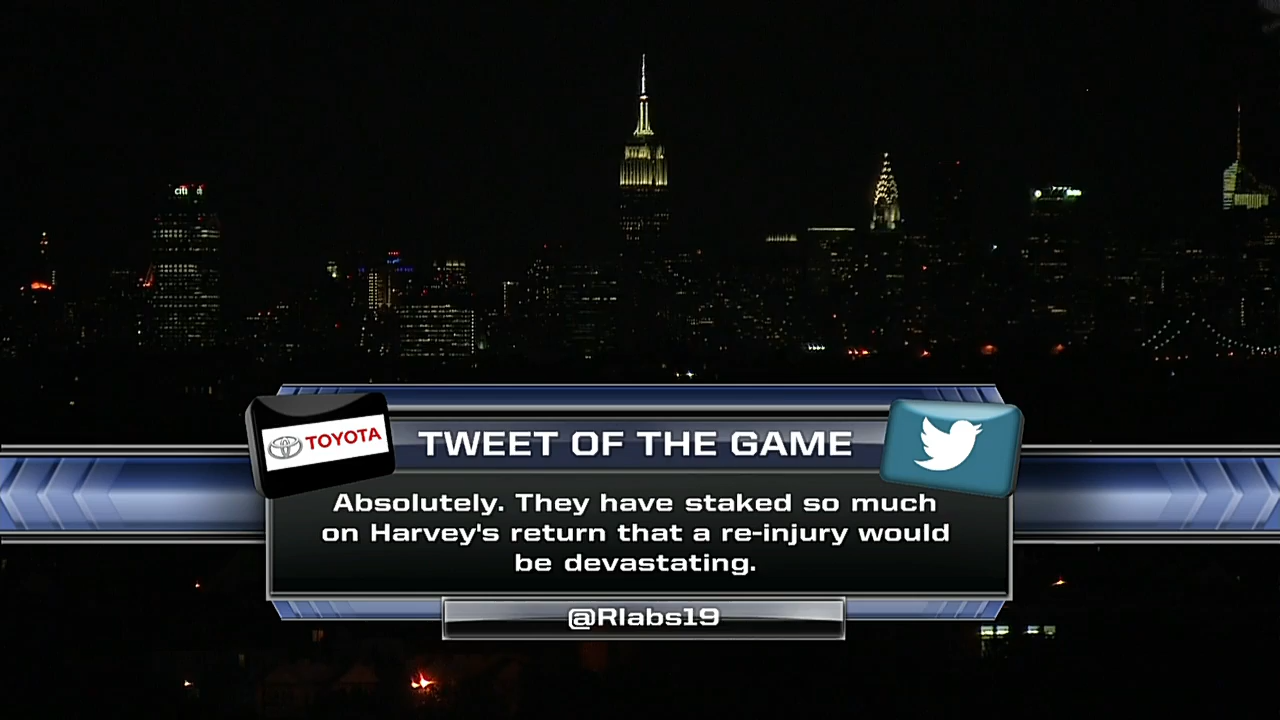 citi
TOYOTA
TWEET OF THE GAME
Absolutely. They have staked so much
on Harvey's return that a re-injury would
be devastating.
@Rlabs19